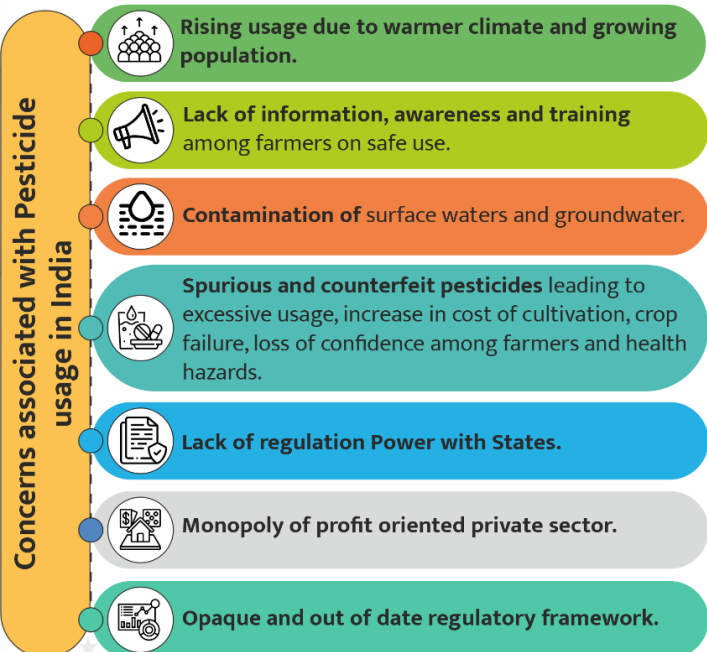 Concerns associated with Pesticide
usage in India
Rising usage due to warmer climate and growing
population.
Lack of information, awareness and training
among farmers on safe use.
Contamination of surface waters and groundwater.
Spurious and counterfeit pesticides leading to
excessive usage, increase in cost of cultivation, crop
failure, loss of confidence among farmers and health
hazards.
Lack of regulation Power with States.
Monopoly of profit oriented private sector.
Opaque and out of date regulatory framework.